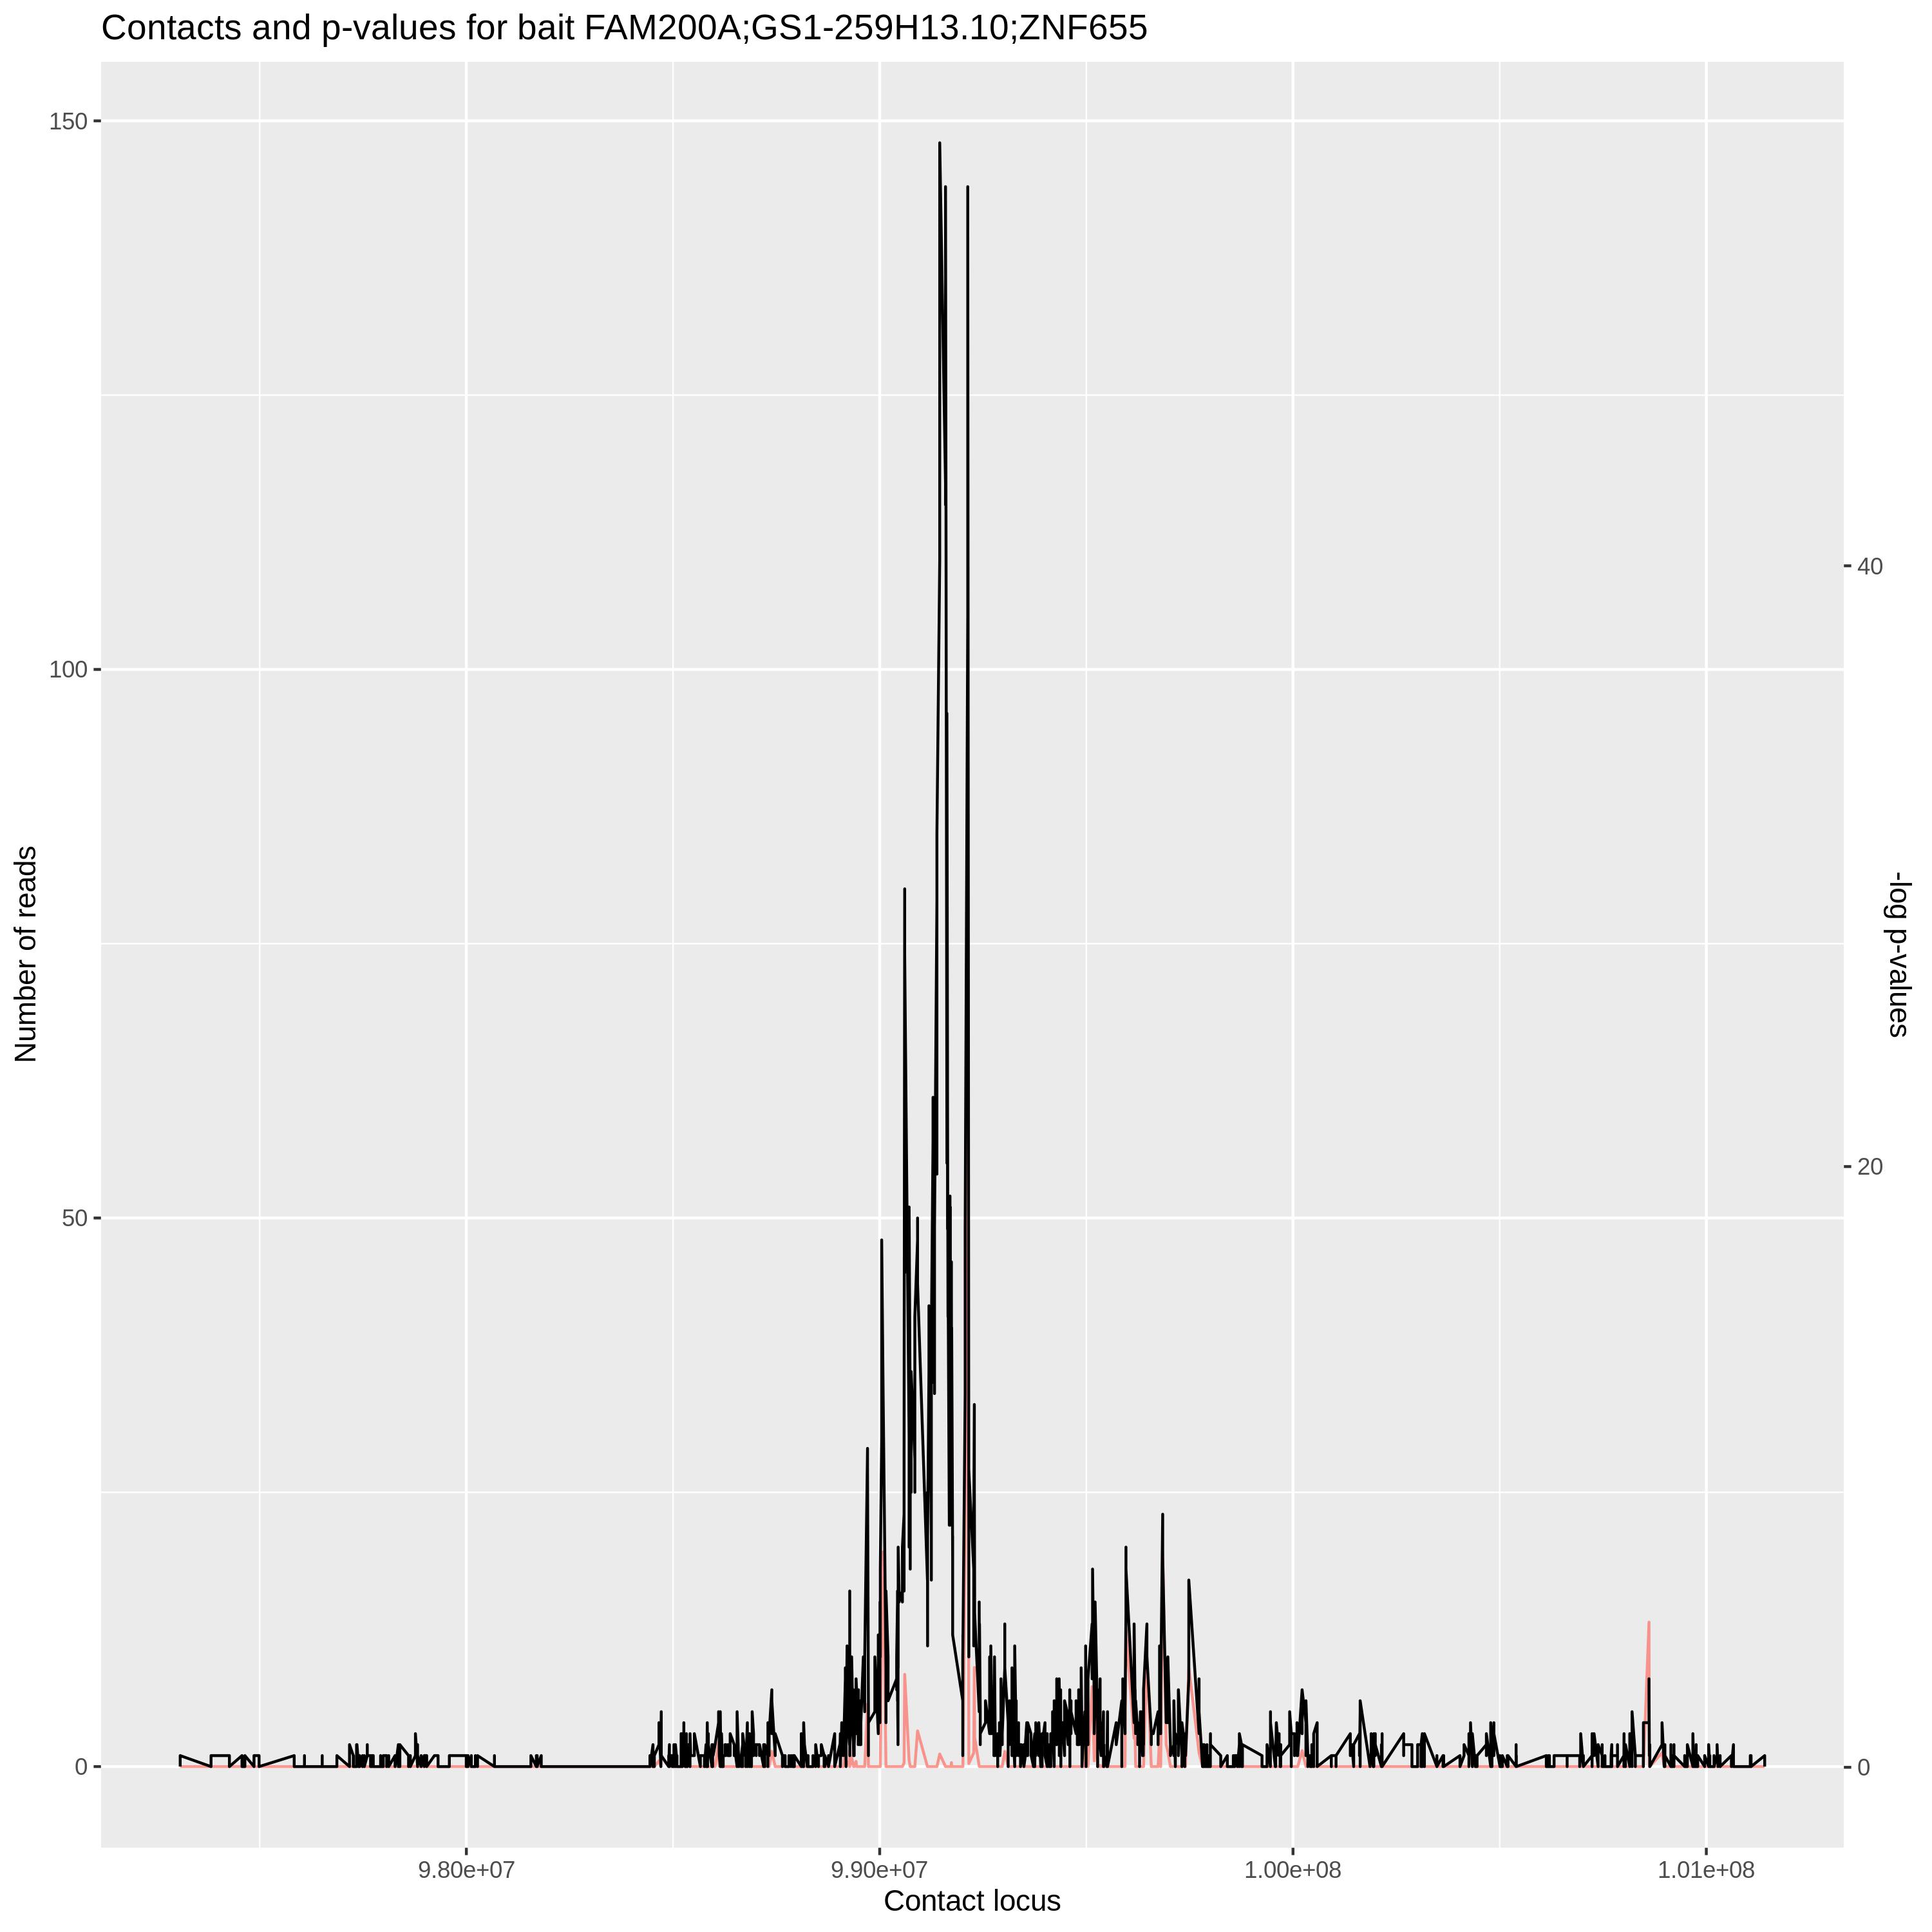 Contacts and p-values for bait FAM200A;GS1-259H13.10;ZNF655
150
100
50
0
Number of reads
40
20
0
-log p-values
9.80e+07
9.90e+07
1.00e+08
1.01e+08
Contact locus